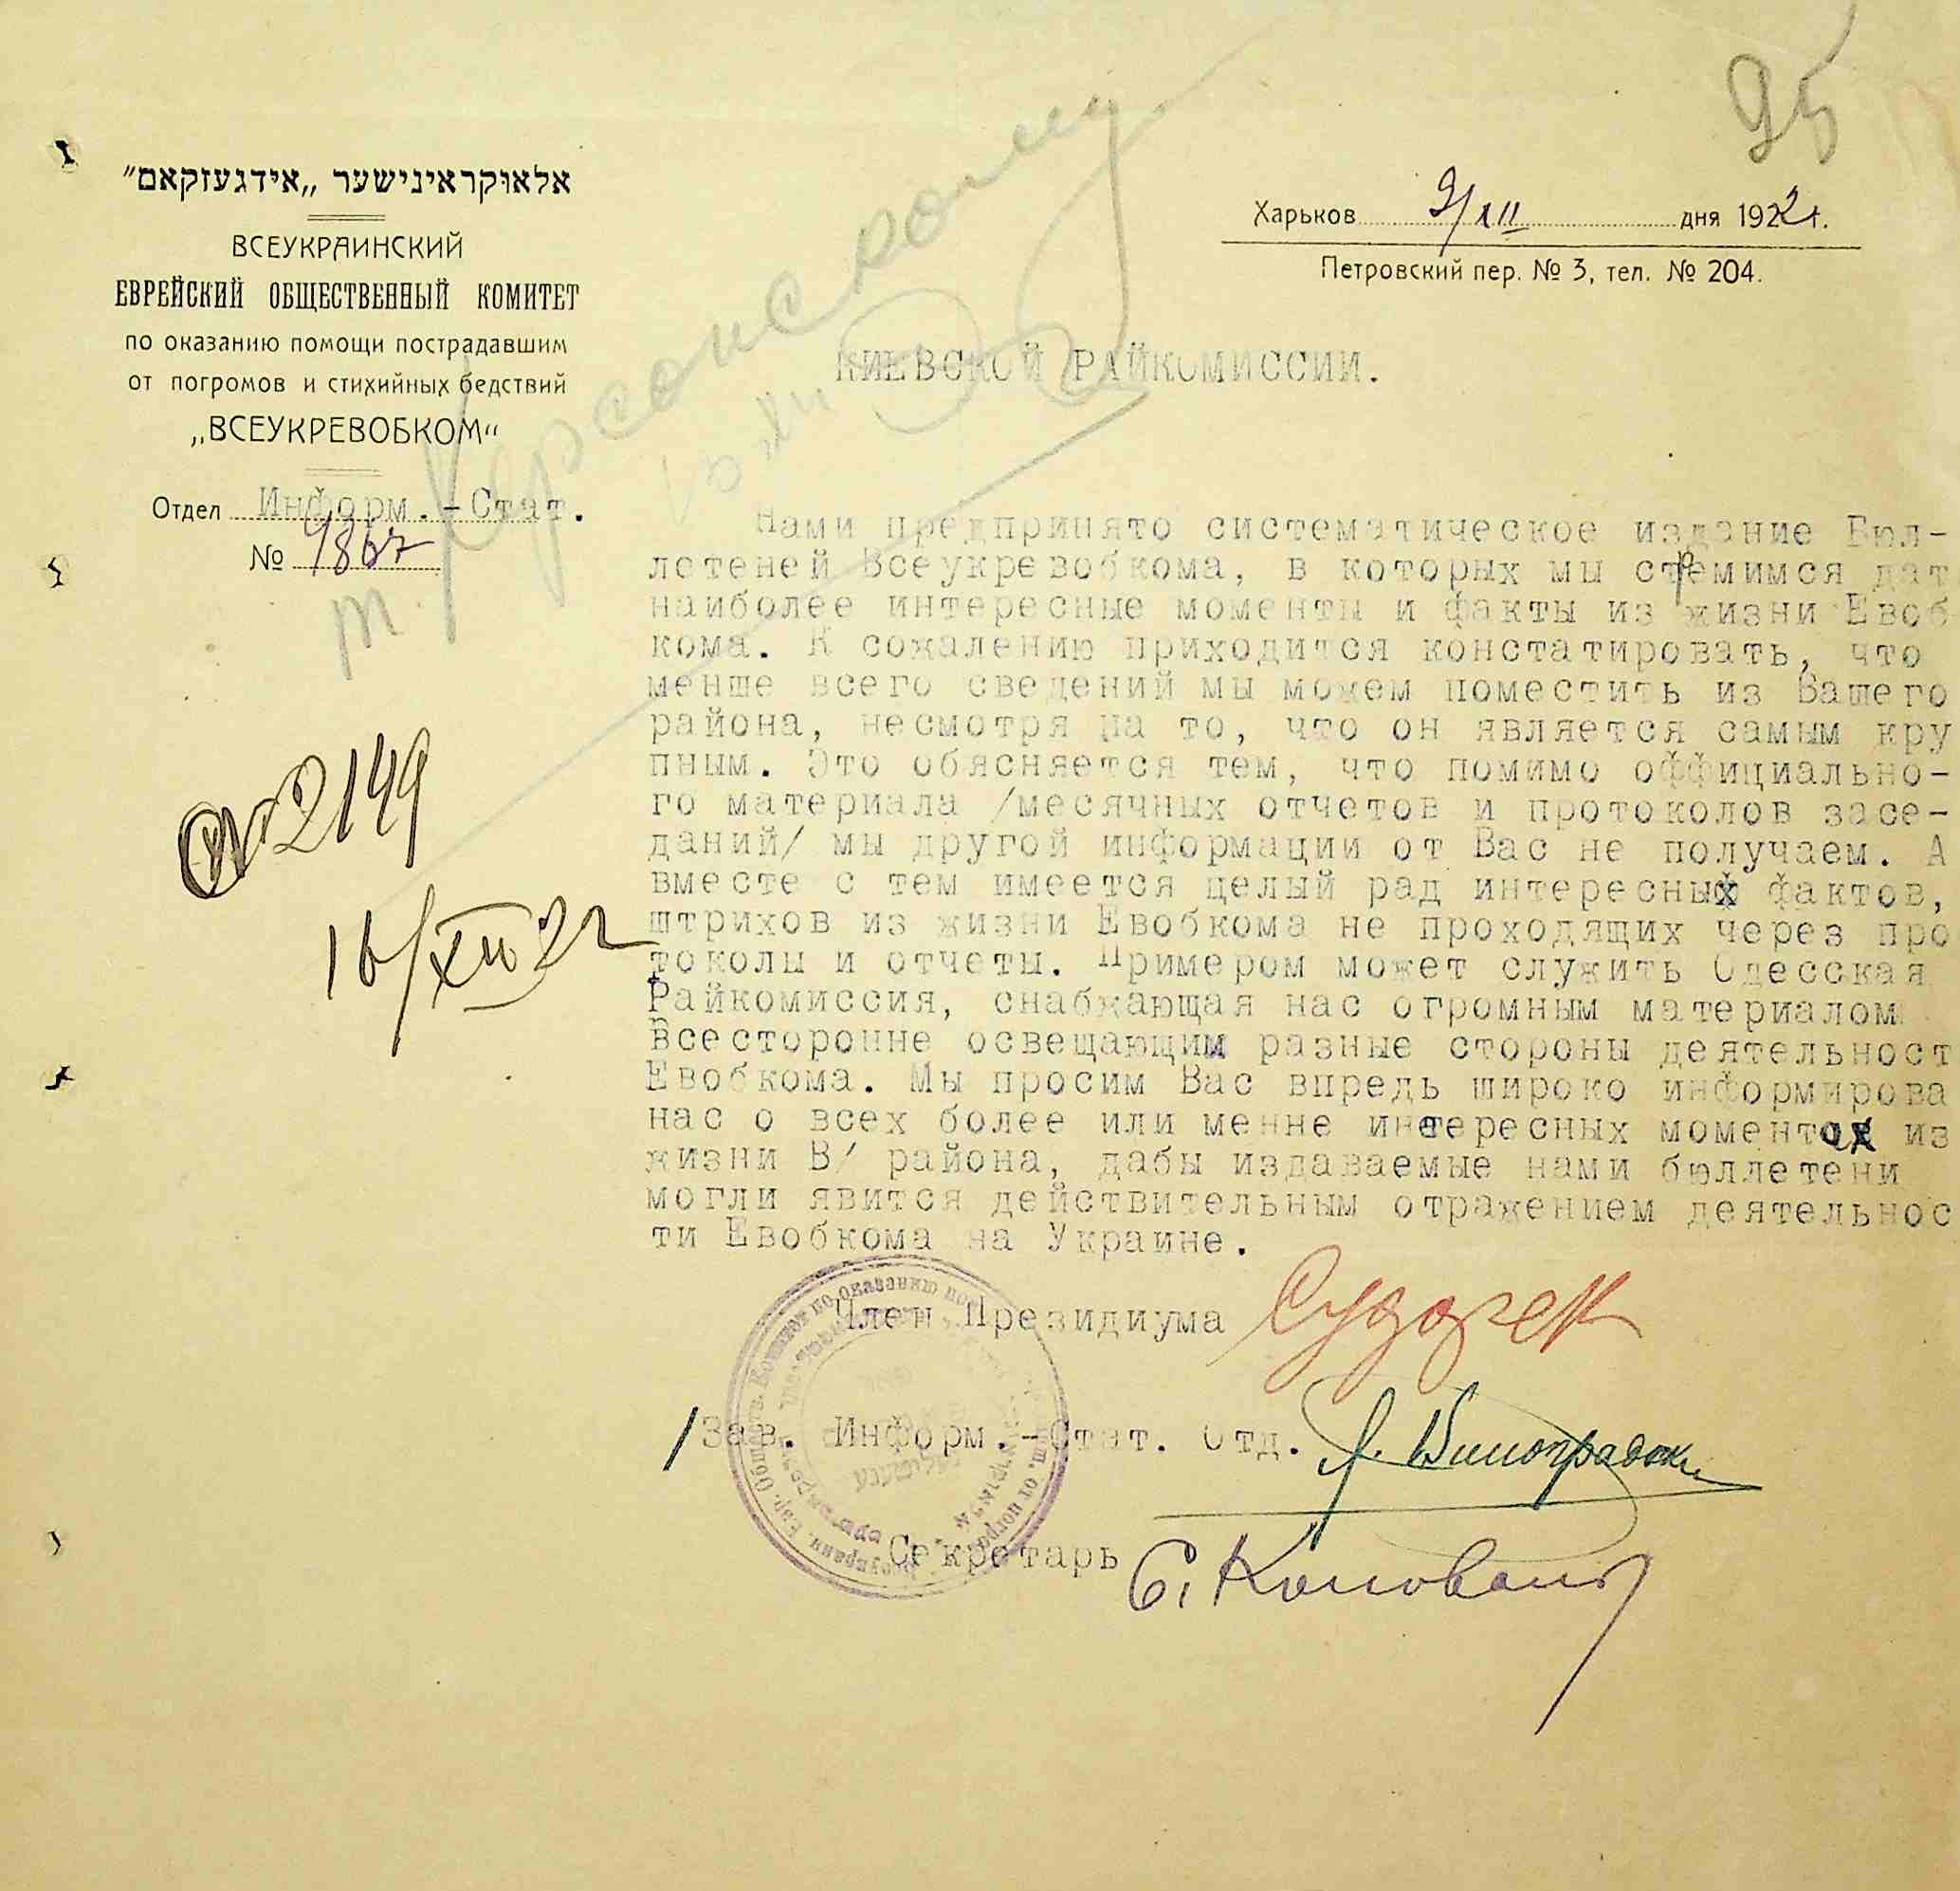 95
אלאוקראינישער „אידגעזקאם"
ВСЕУКРАИНСКИЙ
ЕВРЕЙСКИЙ ОБЩЕСТВЕННЫЙ КОМИТЕТ
по оказанию помощи пострадавшим
от погромов и стихийных бедствий
„ВСЕУКРЕВОБКОМ“
Отдел Информ.-Стат.
№ 9867
Харьков 9/XII дня 1922 г.
Петровский пер. № 3, тел. № 204.
т Херсонскому
КИЕВСКОЙ РАЙКОМИССИИ.
№ 2149
16/XII 22
Нами предпринято систематическое издание Бюл-
летеней Всеукревобкома, в которых мы стремимся дат
наиболее интересные моменты и факты из жизни Евоб
кома. К сожалению приходится констатировать, что
менше всего сведений мы можем поместить из Вашего
района, несмотря на то, что он является самым кру
пным. Это обясняется тем, что помимо оффициально-
го материала /месячных отчетов и протоколов засе-
даний/ мы другой информации от Вас не получаем. А
вместе с тем имеется целый рад интересных фактов,
штрихов из жизни Евобкома не проходящих через про
токолы и отчеты. Примером может служить Одесская
Райкомиссия, снабжающая нас огромным материалом
Всесторонне освещающим разные стороны деятельност
Евобкома. Мы просим Вас впредь широко информирова
нас о всех более или менне интересных моментах из
жизни В/ района, дабы издаваемые нами бюллетени
могли явится действительным отражением деятельнос
ти Евобкома на Украине.
Член Президиума
/Зав. Информ.-Стат. Отд.
Секретарь